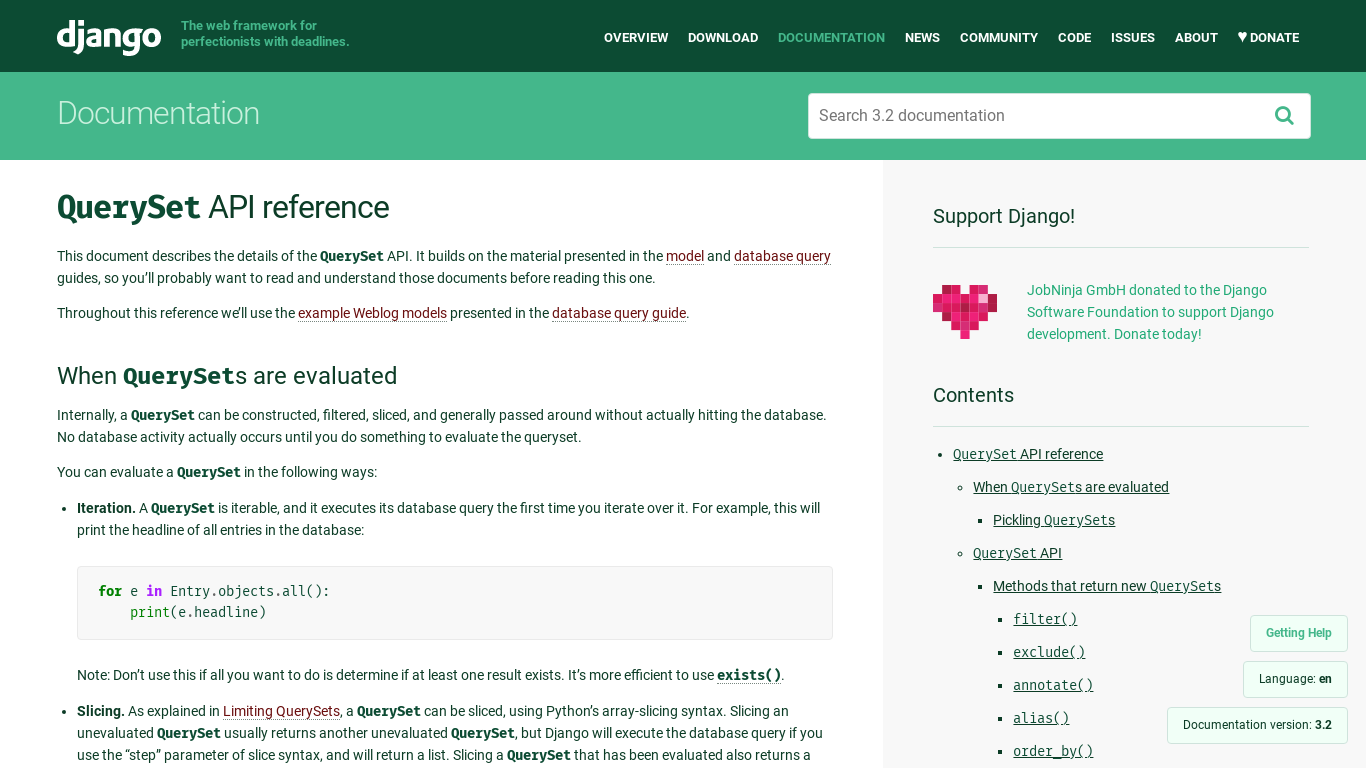 django
The web framework for
perfectionists with deadlines.
OVERVIEW DOWNLOAD DOCUMENTATION NEWS COMMUNITY CODE ISSUES ABOUT ♥ DONATE
Documentation
Search 3.2 documentation
QuerySet API reference
This document describes the details of the QuerySet API. It builds on the material presented in the model and database query
guides, so you’ll probably want to read and understand those documents before reading this one.
Throughout this reference we’ll use the example Weblog models presented in the database query guide.
When QuerySets are evaluated
Internally, a QuerySet can be constructed, filtered, sliced, and generally passed around without actually hitting the database.
No database activity actually occurs until you do something to evaluate the queryset.
You can evaluate a QuerySet in the following ways:
• Iteration. A QuerySet is iterable, and it executes its database query the first time you iterate over it. For example, this will
print the headline of all entries in the database:
for e in Entry.objects.all():
    print(e.headline)
Note: Don’t use this if all you want to do is determine if at least one result exists. It’s more efficient to use exists().
• Slicing. As explained in Limiting QuerySets, a QuerySet can be sliced, using Python’s array-slicing syntax. Slicing an
unevaluated QuerySet usually returns another unevaluated QuerySet, but Django will execute the database query if you
use the “step” parameter of slice syntax, and will return a list. Slicing a QuerySet that has been evaluated also returns a
Support Django!
JobNinja GmbH donated to the Django
Software Foundation to support Django
development. Donate today!
Contents
• QuerySet API reference
◦ When QuerySets are evaluated
▪ Pickling QuerySets
◦ QuerySet API
▪ Methods that return new QuerySets
▪ filter()
▪ exclude()
▪ annotate()
▪ alias()
▪ order_by()
Getting Help
Language: en
Documentation version: 3.2